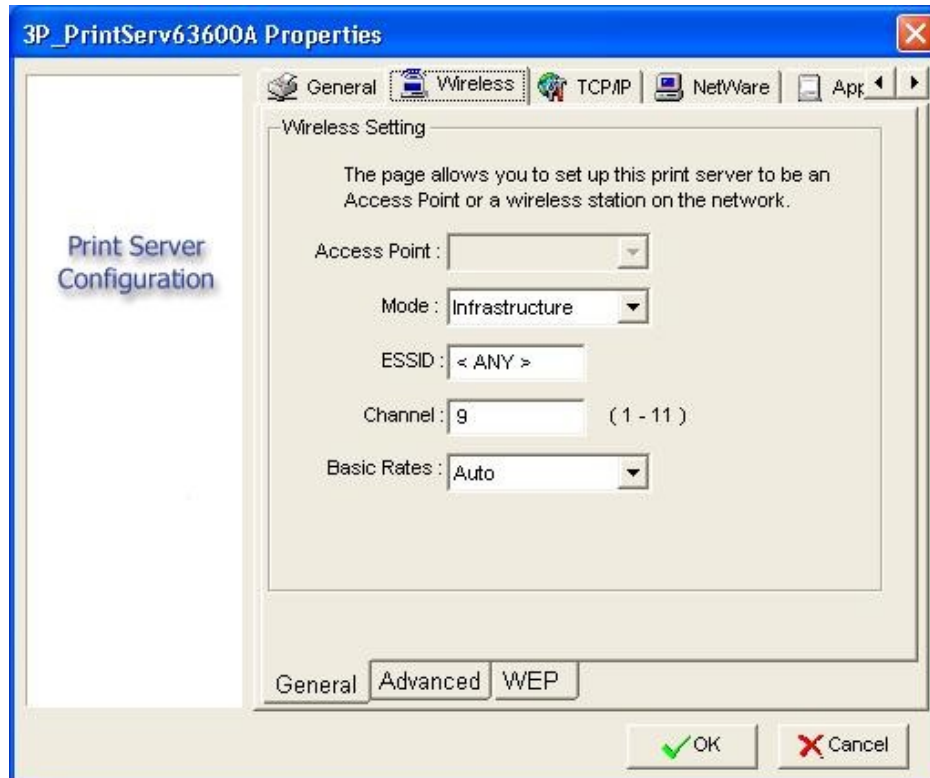 3P_PrintServ63600A Properties
General
Wireless
TCP/IP
NetWare
Wireless Setting
The page allows you to set up this print server to be an
Access Point or a wireless station on the network.
Print Server
Configuration
Access Point :
Mode : Infrastructure
ESSID : < ANY >
Channel : 9 ( 1 - 11 )
Basic Rates : Auto
General
Advanced
WEP
OK
Cancel